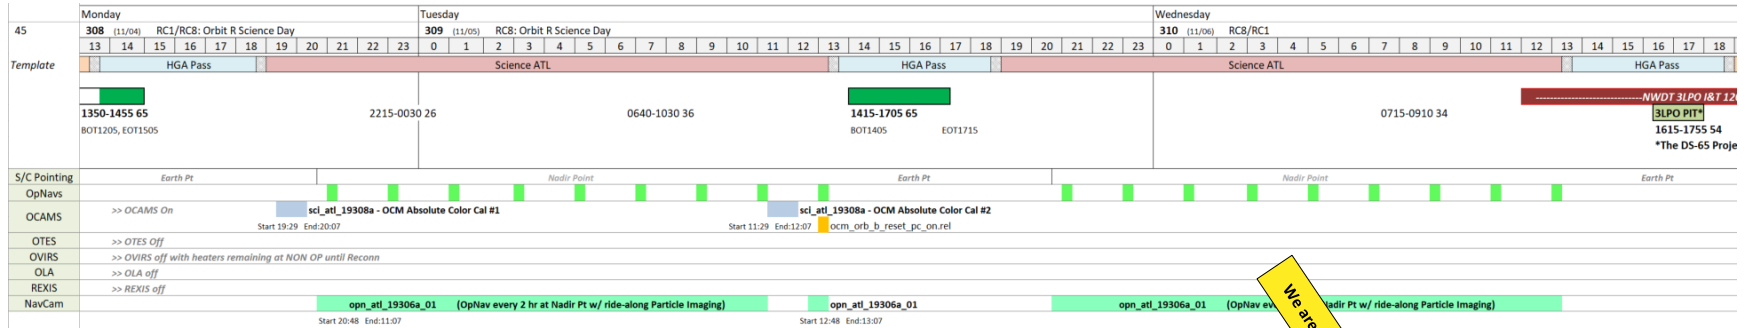 Monday Tuesday Wednesday
45 308 (11/04) RC1/RC8: Orbit R Science Day 309 (11/05) RC8: Orbit R Science Day 310 (11/06) RC8/RC1
13 14 15 16 17 18 19 20 21 22 23 0 1 2 3 4 5 6 7 8 9 10 11 12 13 14 15 16 17 18 19 20 21 22 23 0 1 2 3 4 5 6 7 8 9 10 11 12 13 14 15 16 17 18
Template HGA Pass Science ATL HGA Pass Science ATL HGA Pass
NWDT 3LPO I&T 12
1350-1455 65 2215-0030 26 0640-1030 36 1415-1705 65 0715-0910 34 3LPO PIT*
BOT1205, EOT1505 BOT1405 EOT1715 1615-1755 54
*The DS-65 Proje
S/C Pointing Earth Pt Nadir Point Earth Pt Nadir Point Earth Pt
OpNavs
OCAMS >> OCAMS On sci_atl_19308a - OCM Absolute Color Cal #1 sci_atl_19308a - OCM Absolute Color Cal #2
Start 19:29 End:20:07 Start 11:29 End:12:07 ocm_orb_b_reset_pc_on.rel
OTES >> OTES Off
OVIRS >> OVIRS off with heaters remaining at NON OP until Reconn
OLA >> OLA off
REXIS >> REXIS off
NavCam opn_atl_19306a_01 (OpNav every 2 hr at Nadir Pt w/ ride-along Particle Imaging) opn_atl_19306a_01 opn_atl_19306a_01 (OpNav ev adir Pt w/ ride-along Particle Imaging)
Start 20:48 End:11:07 Start 12:48 End:13:07
We are